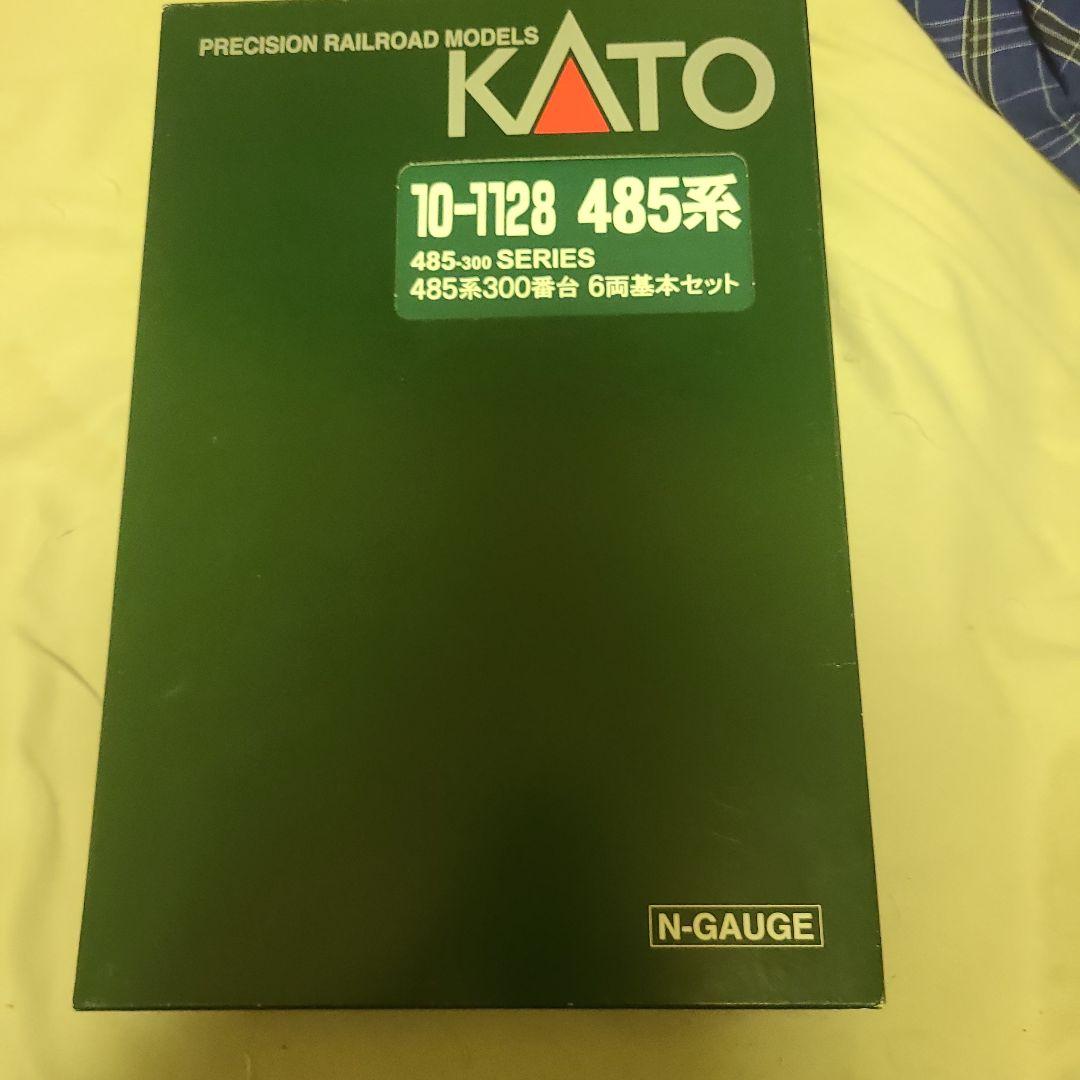 PRECISION RAILROAD MODELS
KATO
10-1128 485系
485-300 SERIES
485系300番台 6両基本セット
N-GAUGE